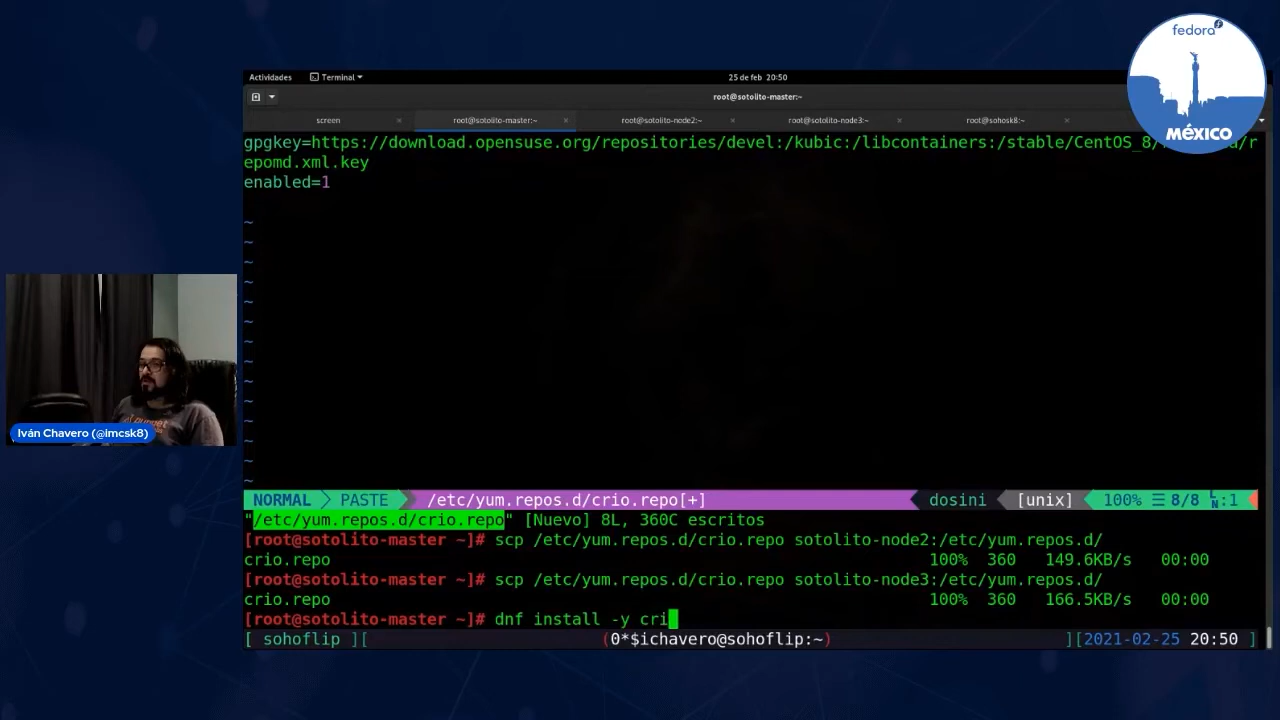 fedora
MÉXICO
Actividades Terminal 25 de feb 20:50
root@sotolito-master:~
screen × root@sotolito-master:~ × root@sotolito-node2:~ × root@sotolito-node3:~ × root@sohosk8:~ ×
gpgkey=https://download.opensuse.org/repositories/devel:/kubic:/libcontainers:/stable/CentOS_8/
epomd.xml.key
enabled=1
~
~
~
~
~
~
~
~
~
~
~
~
~
~
NORMAL PASTE /etc/yum.repos.d/crio.repo[+] dosini [unix] 100% ☰ 8/8 LN:1
"/etc/yum.repos.d/crio.repo" [Nuevo] 8L, 360C escritos
[root@sotolito-master ~]# scp /etc/yum.repos.d/crio.repo sotolito-node2:/etc/yum.repos.d/
crio.repo 100% 360 149.6KB/s 00:00
[root@sotolito-master ~]# scp /etc/yum.repos.d/crio.repo sotolito-node3:/etc/yum.repos.d/
crio.repo 100% 360 166.5KB/s 00:00
[root@sotolito-master ~]# dnf install -y cri
[ sohoflip ][ (0*$ichavero@sohoflip:~) ][2021-02-25 20:50 ]
Iván Chavero (@imcsk8)